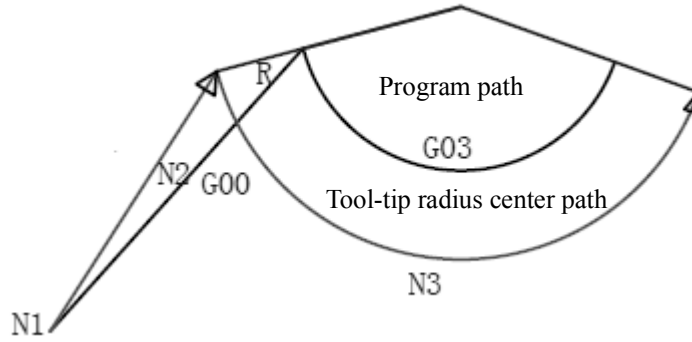 R
Program path
G03
N2
G00
Tool-tip radius center path
N3
N1